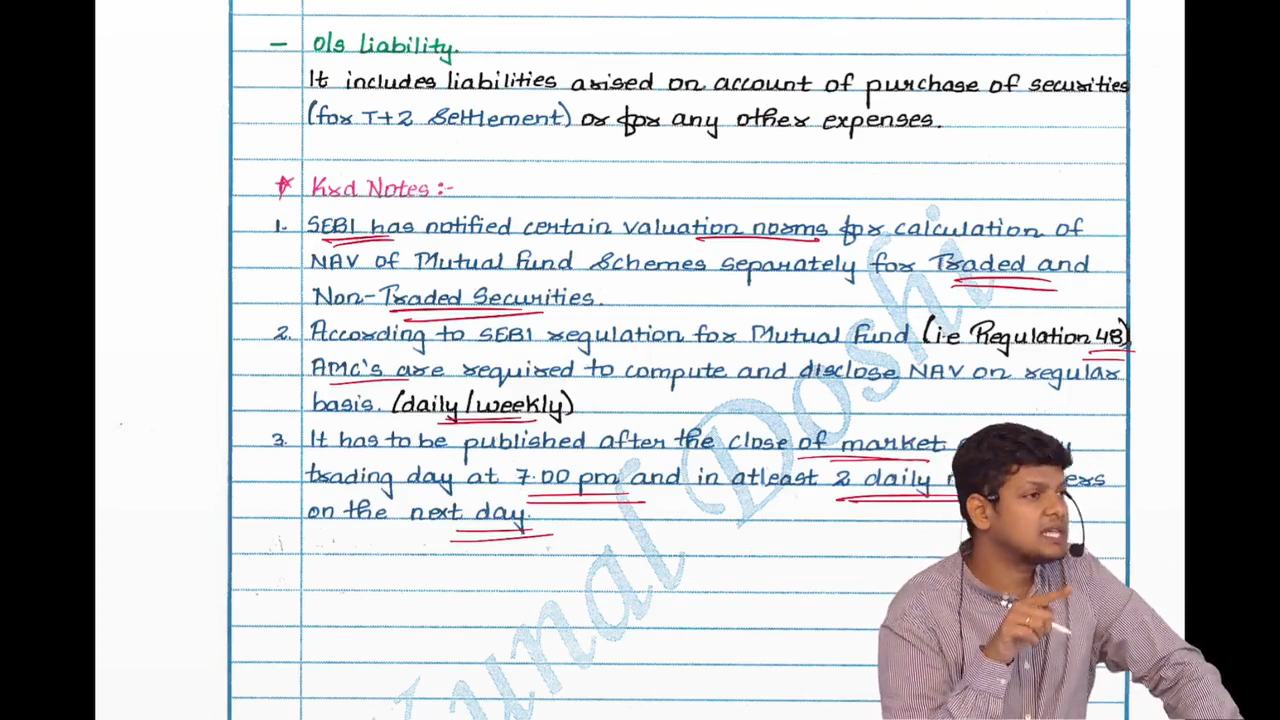 - O/s liability.
It includes liabilities arised on account of purchase of securities
(for T+2 Settlement) or for any other expenses.
* Krd Notes :-
1. SEBI has notified certain valuation norms for calculation of
NAV of Mutual Fund Schemes separately for Traded and
Non-Traded Securities.
2. According to SEBI regulation for Mutual Fund (i.e Regulation 48)
AMC's are required to compute and disclose NAV on regular
basis. (daily/weekly)
3. It has to be published after the close of market
trading day at 7.00 pm and in atleast 2 daily
on the next day.
Kunal Doshi